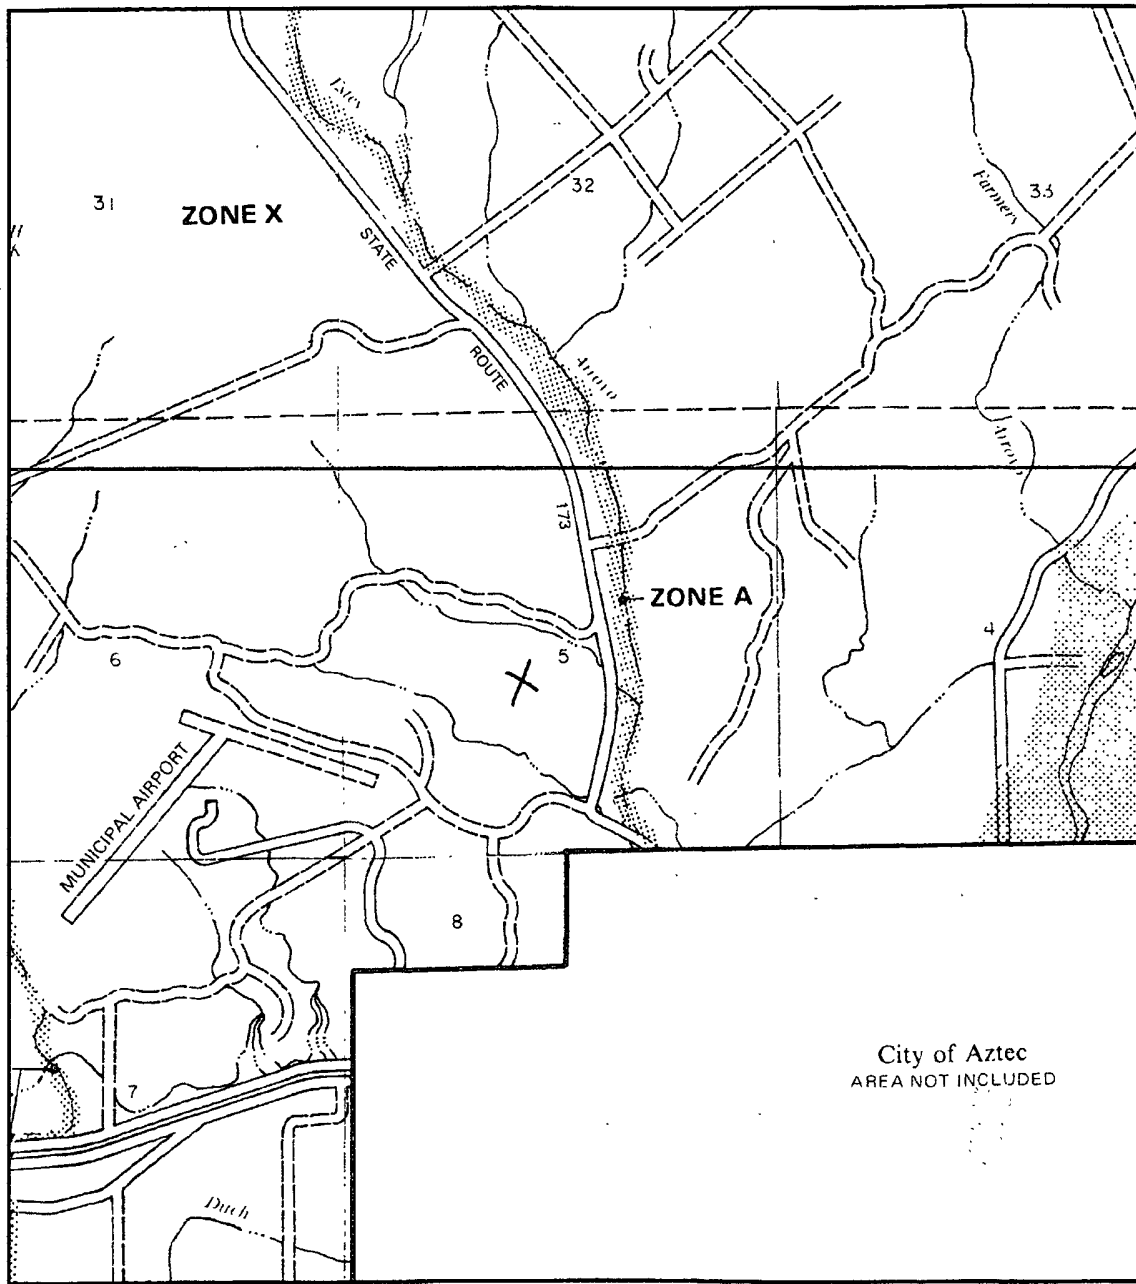 Estes
31
32
33
ZONE X
Farmers
STATE
ROUTE
Arroyo
Arroyo
173
ZONE A
4
6
5
MUNICIPAL AIRPORT
8
City of Aztec
AREA NOT INCLUDED
7
Ditch